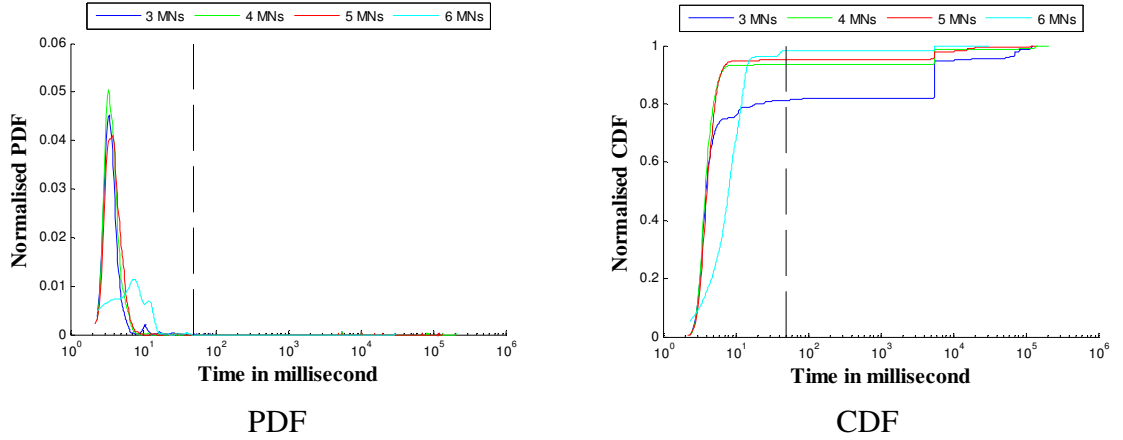 3 MNs 4 MNs 5 MNs 6 MNs
0.06
0.05
0.04
0.03
0.02
0.01
0
Normalised PDF
10^0 10^1 10^2 10^3 10^4 10^5 10^6
Time in millisecond
PDF
3 MNs 4 MNs 5 MNs 6 MNs
1
0.8
0.6
0.4
0.2
0
Normalised CDF
10^0 10^1 10^2 10^3 10^4 10^5 10^6
Time in millisecond
CDF